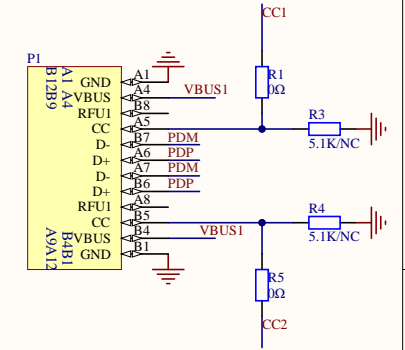 CC1
P1
B12B9
A1 A4
GND A1
VBUS A4 VBUS1
RFU1 B8
CC A5
D- B7 PDM
D+ A6 PDP
D- A7 PDM
D+ B6 PDP
RFU1 A8
CC B5
VBUS B4 VBUS1
GND B1
A9A12
B4B1
R1
0Ω
R3
5.1K/NC
R4
5.1K/NC
R5
0Ω
CC2